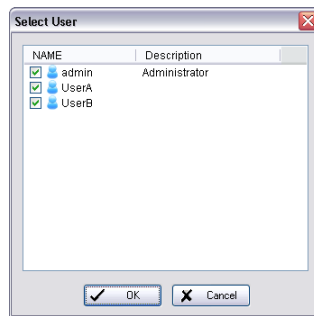 Select User
NAME Description
admin Administrator
UserA
UserB
OK Cancel